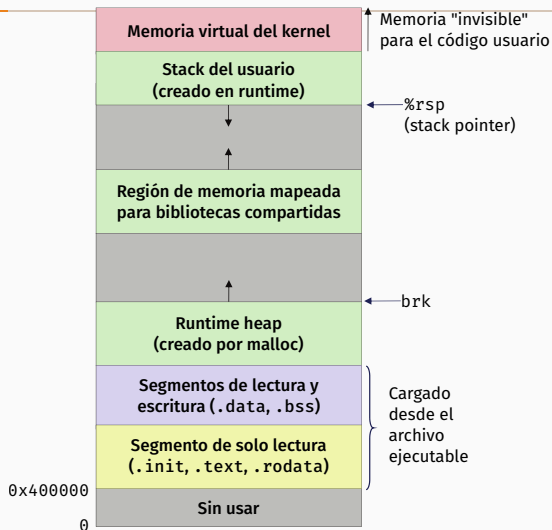 Memoria virtual del kernel
Memoria "invisible"
para el código usuario
Stack del usuario
(creado en runtime)
%rsp
(stack pointer)
Región de memoria mapeada
para bibliotecas compartidas
brk
Runtime heap
(creado por malloc)
Segmentos de lectura y
escritura (.data, .bss)
Cargado
desde el
archivo
ejecutable
Segmento de solo lectura
(.init, .text, .rodata)
0x400000
Sin usar
0